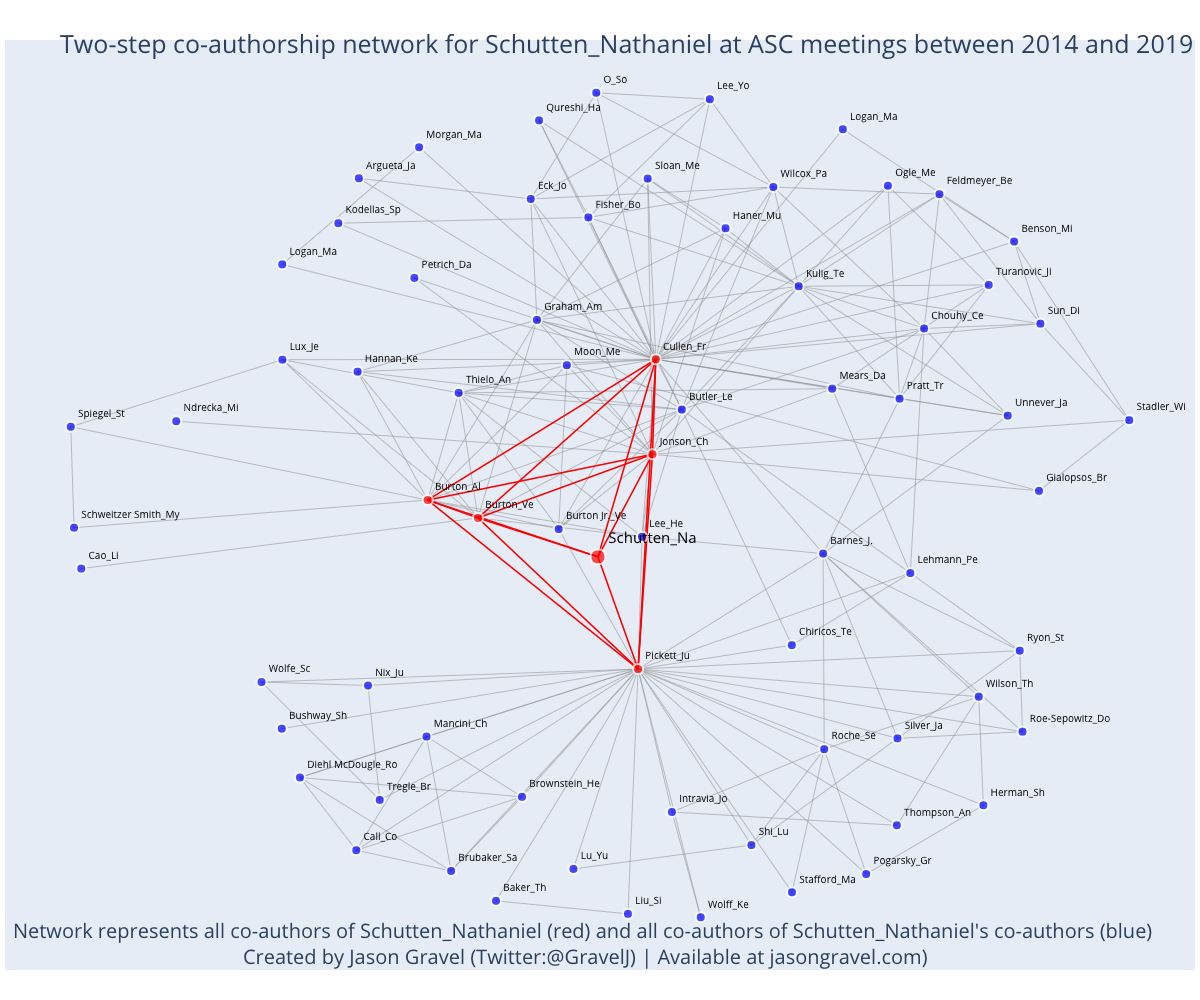 Two-step co-authorship network for Schutten_Nathaniel at ASC meetings between 2014 and 2019
O_So
Lee_Yo
Qureshi_Ha
Logan_Ma
Morgan_Ma
Argueta_Ja
Sloan_Me
Wilcox_Pa
Ogle_Me
Feldmeyer_Be
Eck_Jo
Kodellas_Sp
Fisher_Bo
Haner_Mu
Benson_Mi
Logan_Ma
Petrich_Da
Kulig_Te
Turanovic_Ji
Graham_Am
Chouhy_Ce
Sun_Di
Lux_Je
Hannan_Ke
Moon_Me
Cullen_Fr
Thielo_An
Mears_Da
Pratt_Tr
Butler_Le
Unnever_Ja
Stadler_Wi
Spiegel_St
Ndrecka_Mi
Jonson_Ch
Gialopsos_Br
Burton_Al
Burton_Ve
Schweitzer Smith_My
Burton Jr._Ve
Lee_He
Schutten_Na
Barnes_J.
Cao_Li
Lehmann_Pe
Chiricos_Te
Ryon_St
Pickett_Ju
Wolfe_Sc
Nix_Ju
Wilson_Th
Bushway_Sh
Mancini_Ch
Silver_Ja
Roe-Sepowitz_Do
Roche_Se
Diehl McDougle_Ro
Tregle_Br
Brownstein_He
Intravia_Jo
Herman_Sh
Thompson_An
Call_Co
Shi_Lu
Brubaker_Sa
Lu_Yu
Pogarsky_Gr
Stafford_Ma
Baker_Th
Liu_Si
Wolff_Ke
Network represents all co-authors of Schutten_Nathaniel (red) and all co-authors of Schutten_Nathaniel's co-authors (blue)
Created by Jason Gravel (Twitter:@GravelJ) | Available at jasongravel.com)